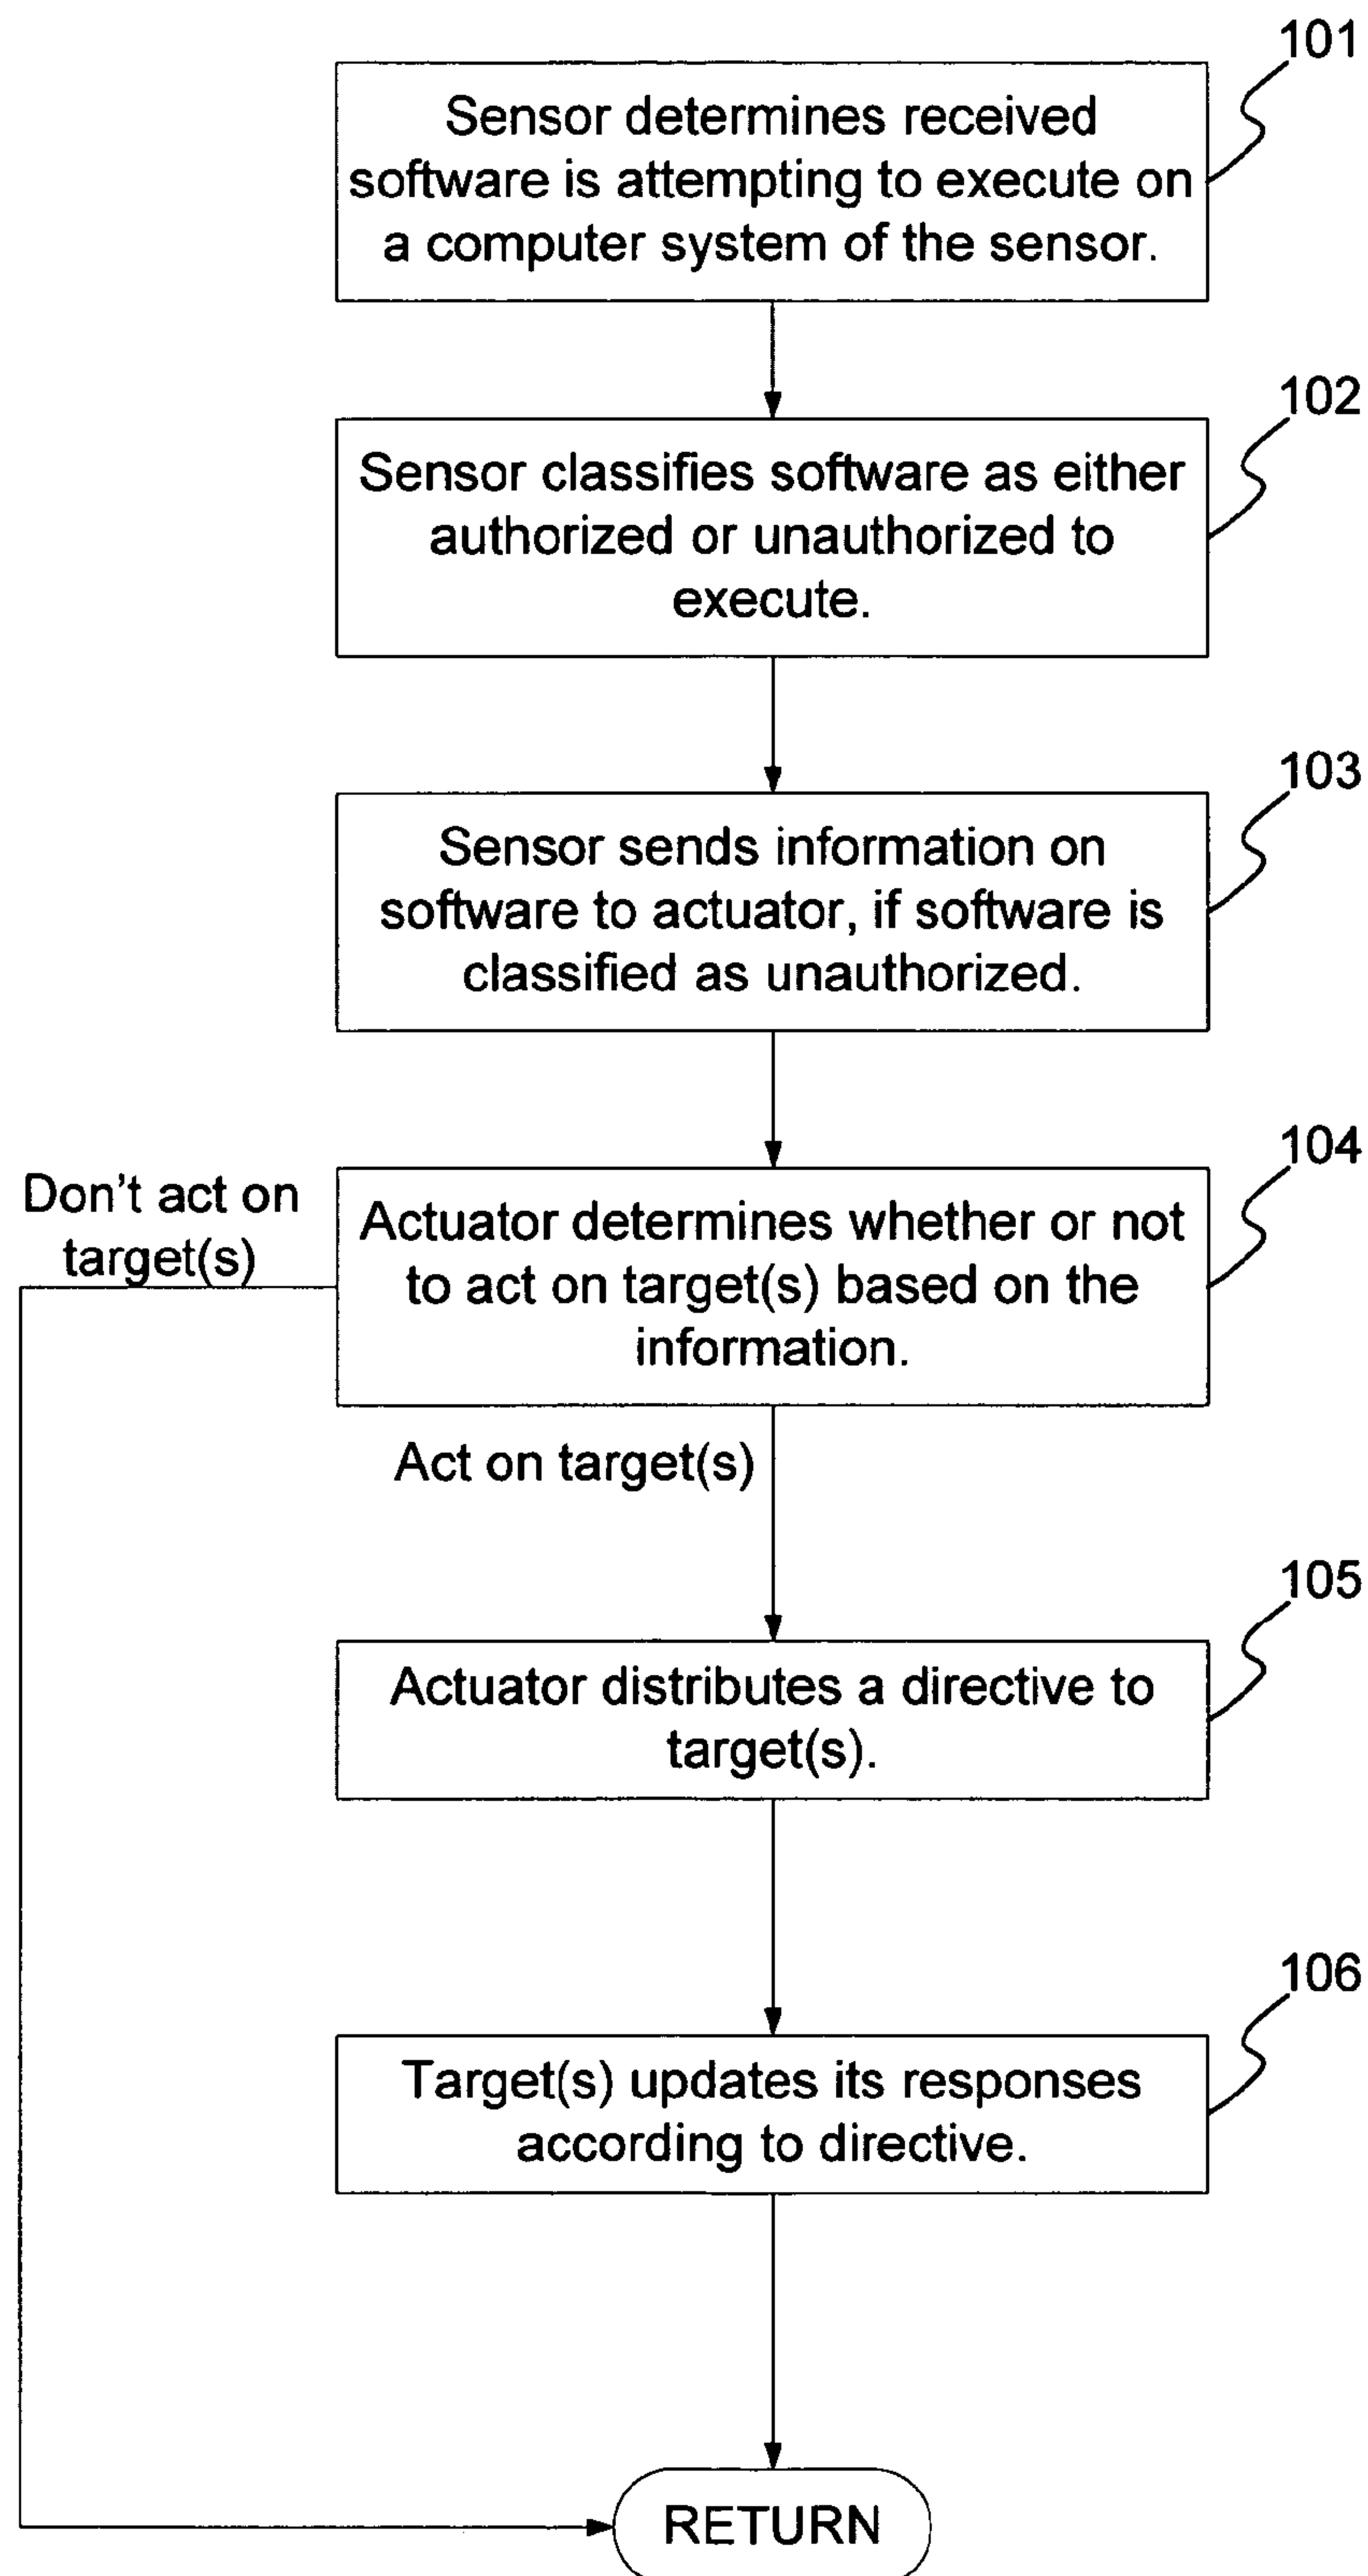 101
Sensor determines received
software is attempting to execute on
a computer system of the sensor.
102
Sensor classifies software as either
authorized or unauthorized to
execute.
103
Sensor sends information on
software to actuator, if software is
classified as unauthorized.
104
Don't act on
target(s)
Actuator determines whether or not
to act on target(s) based on the
information.
Act on target(s)
105
Actuator distributes a directive to
target(s).
106
Target(s) updates its responses
according to directive.
RETURN